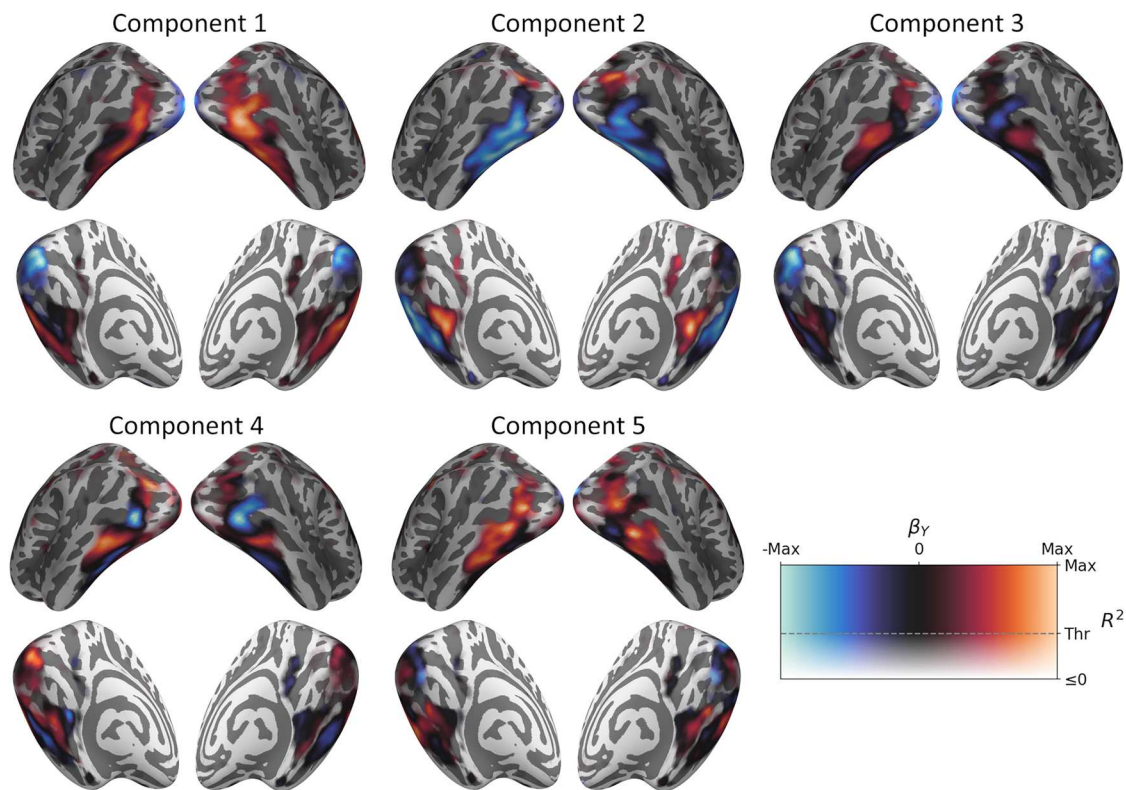 Component 1
Component 2
Component 3
Component 4
Component 5
β_Y
-Max 0 Max
Max
Thr R²
≤0